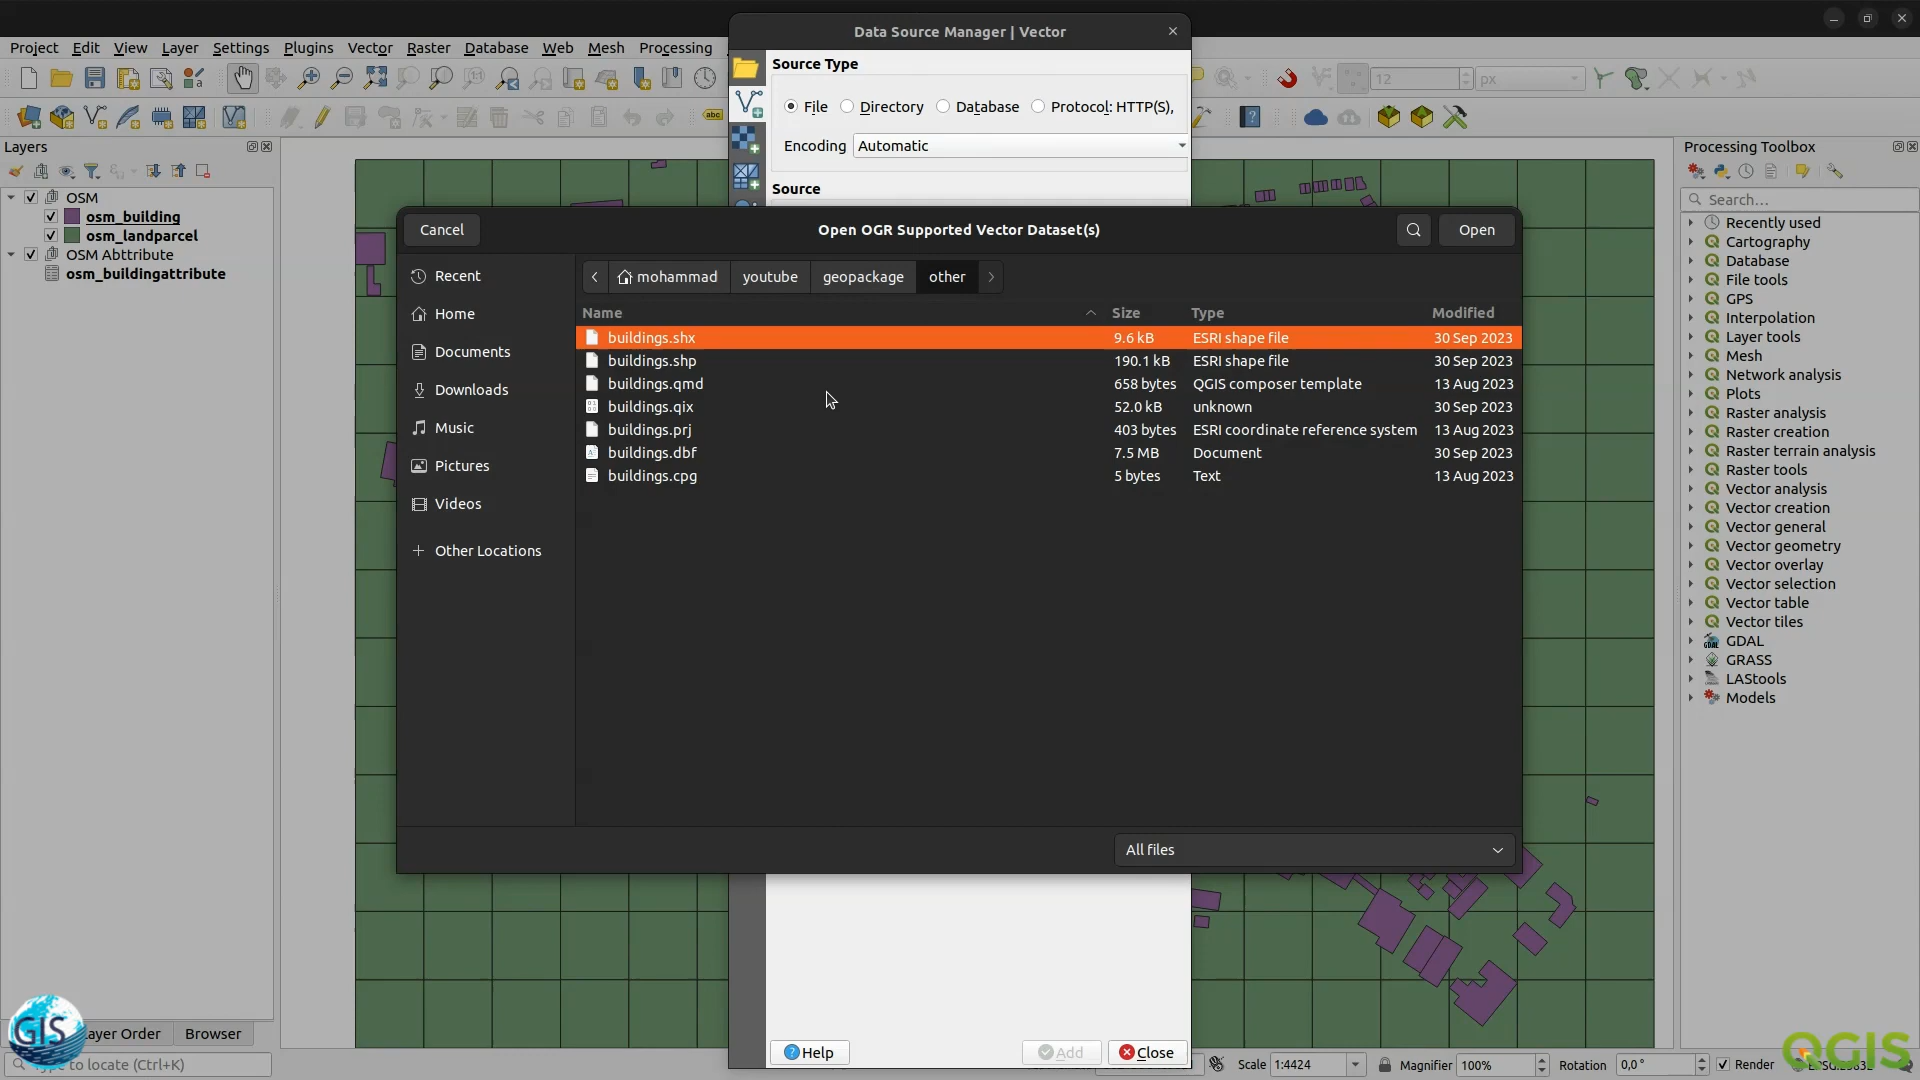 Data Source Manager | Vector
Project Edit View Layer Settings Plugins Vector Raster Database Web Mesh Processing
Source Type
File Directory Database Protocol: HTTP(S),
12 px
Encoding Automatic
Source
abc
Layers
OSM
osm_building
osm_landparcel
OSM Abttribute
osm_buildingattribute
Cancel
Open OGR Supported Vector Dataset(s)
Open
Recent
Home
Documents
Downloads
Music
Pictures
Videos
Other Locations
mohammad youtube geopackage other
Name Size Type Modified
buildings.shx 9.6 kB ESRI shape file 30 Sep 2023
buildings.shp 190.1 kB ESRI shape file 30 Sep 2023
buildings.qmd 658 bytes QGIS composer template 13 Aug 2023
buildings.qix 52.0 kB unknown 30 Sep 2023
buildings.prj 403 bytes ESRI coordinate reference system 13 Aug 2023
buildings.dbf 7.5 MB Document 30 Sep 2023
buildings.cpg 5 bytes Text 13 Aug 2023
All files
Processing Toolbox
Search...
Recently used
Cartography
Database
File tools
GPS
Interpolation
Layer tools
Mesh
Network analysis
Plots
Raster analysis
Raster creation
Raster terrain analysis
Raster tools
Vector analysis
Vector creation
Vector general
Vector geometry
Vector overlay
Vector selection
Vector table
Vector tiles
GDAL
GRASS
LAStools
Models
Help Add Close
GIS
Layer Order Browser
to locate (Ctrl+K)
Scale 1:4424 Magnifier 100% Rotation 0,0° Render
QGIS